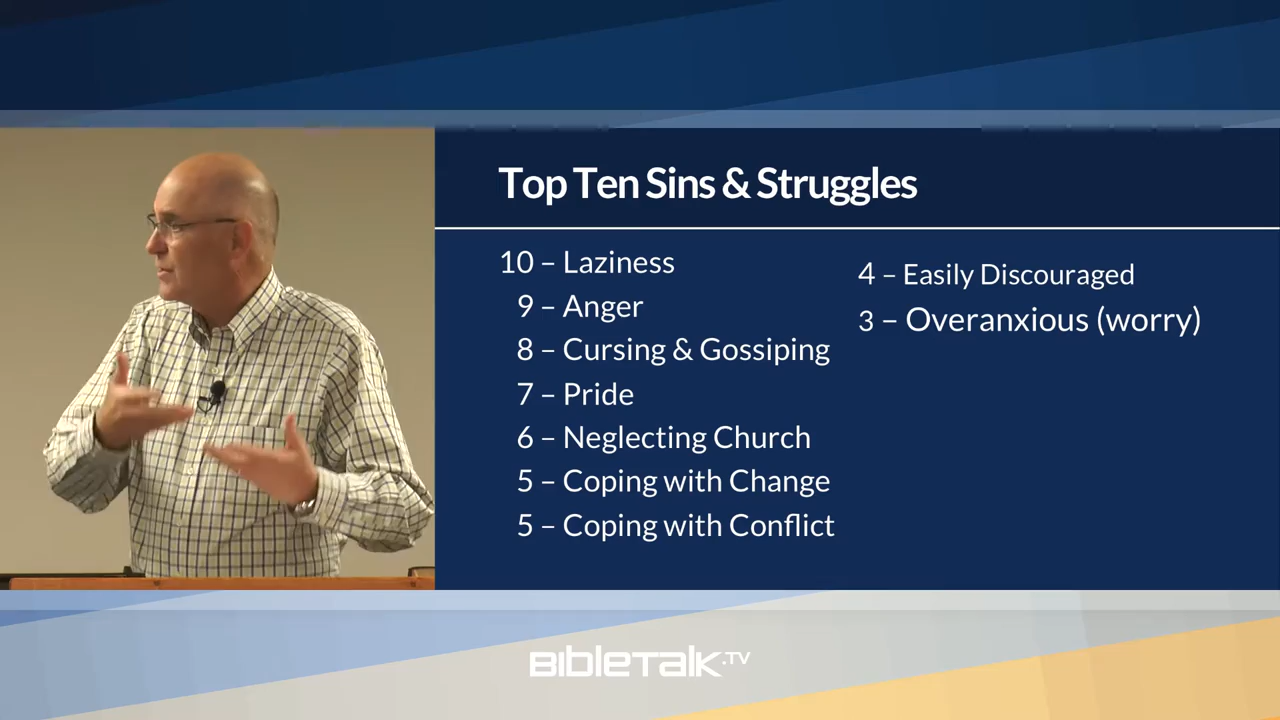 Top Ten Sins & Struggles
10 – Laziness
9 – Anger
8 – Cursing & Gossiping
7 – Pride
6 – Neglecting Church
5 – Coping with Change
5 – Coping with Conflict
4 – Easily Discouraged
3 – Overanxious (worry)
BibleTalk.TV